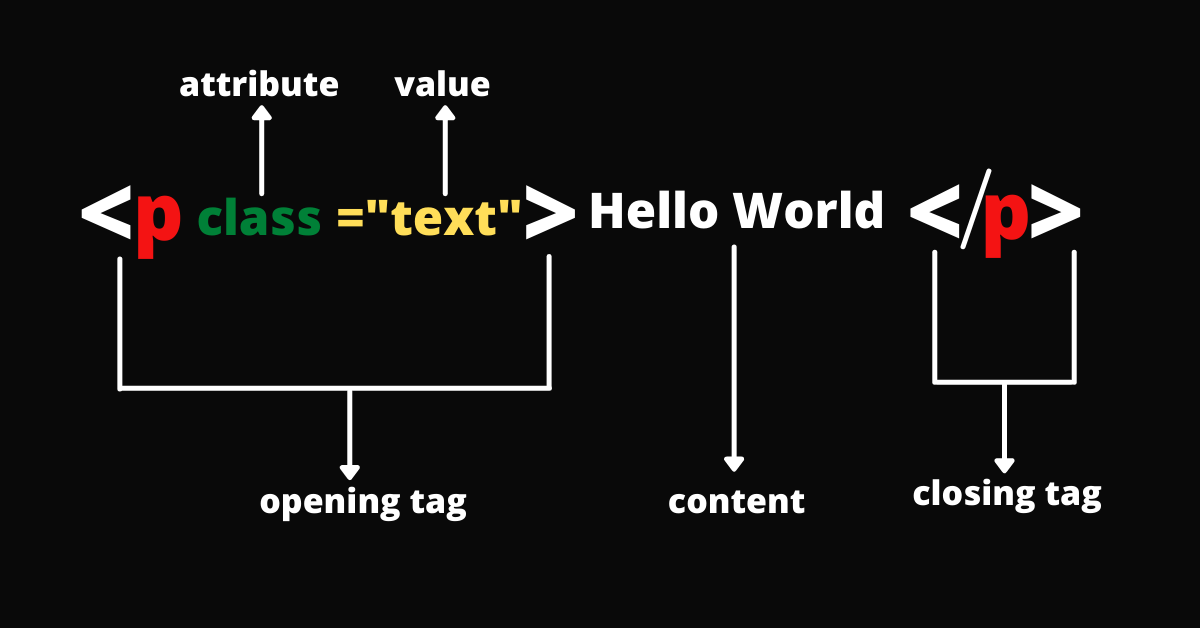 attribute value
<p class ="text"> Hello World </p>
opening tag content closing tag